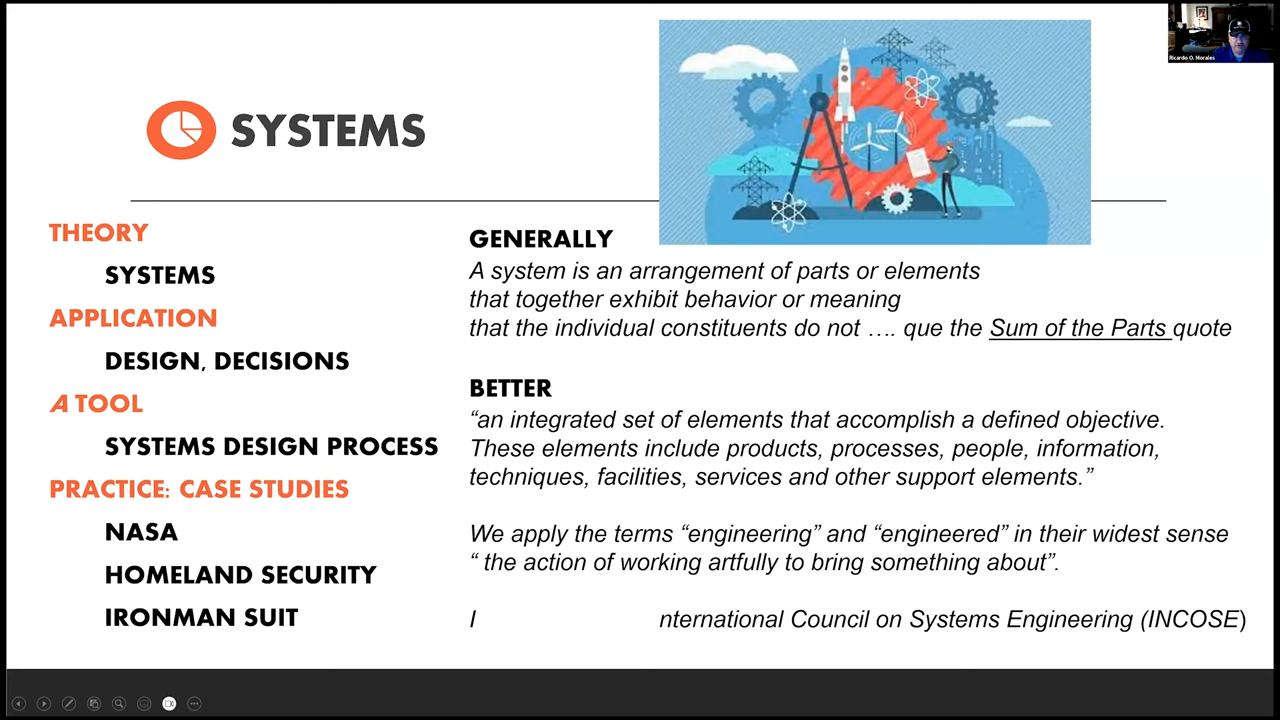 SYSTEMS
THEORY
SYSTEMS
APPLICATION
DESIGN, DECISIONS
A TOOL
SYSTEMS DESIGN PROCESS
PRACTICE: CASE STUDIES
NASA
HOMELAND SECURITY
IRONMAN SUIT
GENERALLY
A system is an arrangement of parts or elements
that together exhibit behavior or meaning
that the individual constituents do not …. que the Sum of the Parts quote
BETTER
“an integrated set of elements that accomplish a defined objective.
These elements include products, processes, people, information,
techniques, facilities, services and other support elements.”
We apply the terms “engineering” and “engineered” in their widest sense
“ the action of working artfully to bring something about”.
I nternational Council on Systems Engineering (INCOSE)
Ricardo O. Morales